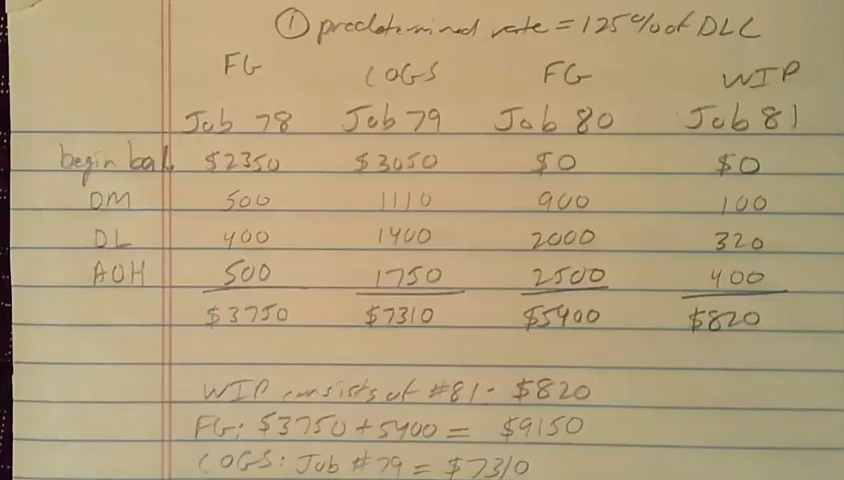 ① predetermined rate = 125% of DLC
FG COGS FG WIP
Job 78 Job 79 Job 80 Job 81
begin bal. $2350 $3050 $0 $0
DM 500 1110 900 100
DL 400 1400 2000 320
AOH 500 1750 2500 400
$3750 $7310 $5400 $820
WIP consists of #81 - $820
FG: $3750 + 5400 = $9150
COGS: Job #79 = $7310